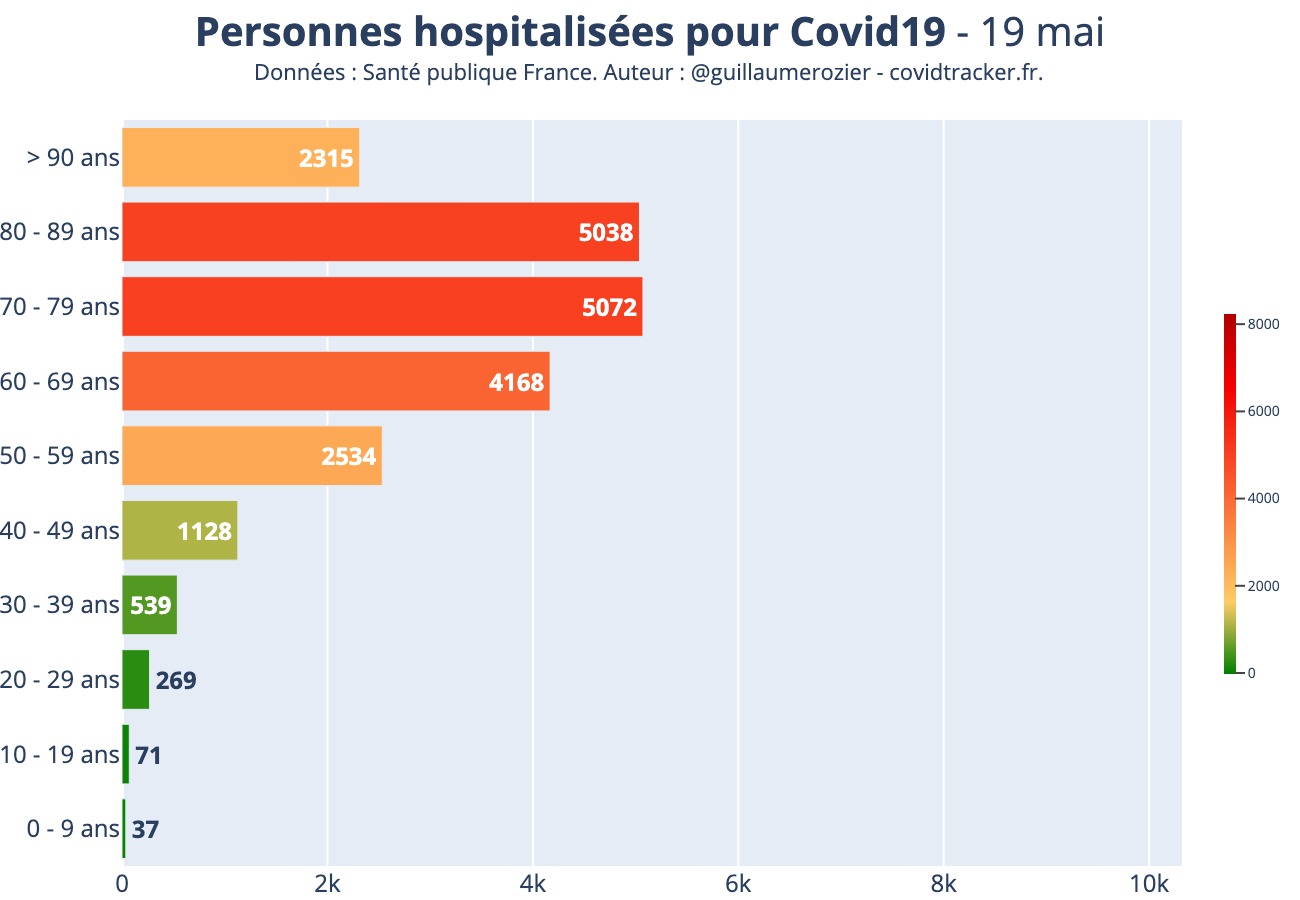 Personnes hospitalisées pour Covid19 - 19 mai
Données : Santé publique France. Auteur : @guillaumerozier - covidtracker.fr.
> 90 ans 2315
80 - 89 ans 5038
70 - 79 ans 5072
60 - 69 ans 4168
50 - 59 ans 2534
40 - 49 ans 1128
30 - 39 ans 539
20 - 29 ans 269
10 - 19 ans 71
0 - 9 ans 37
0 2k 4k 6k 8k 10k
8000
6000
4000
2000
0